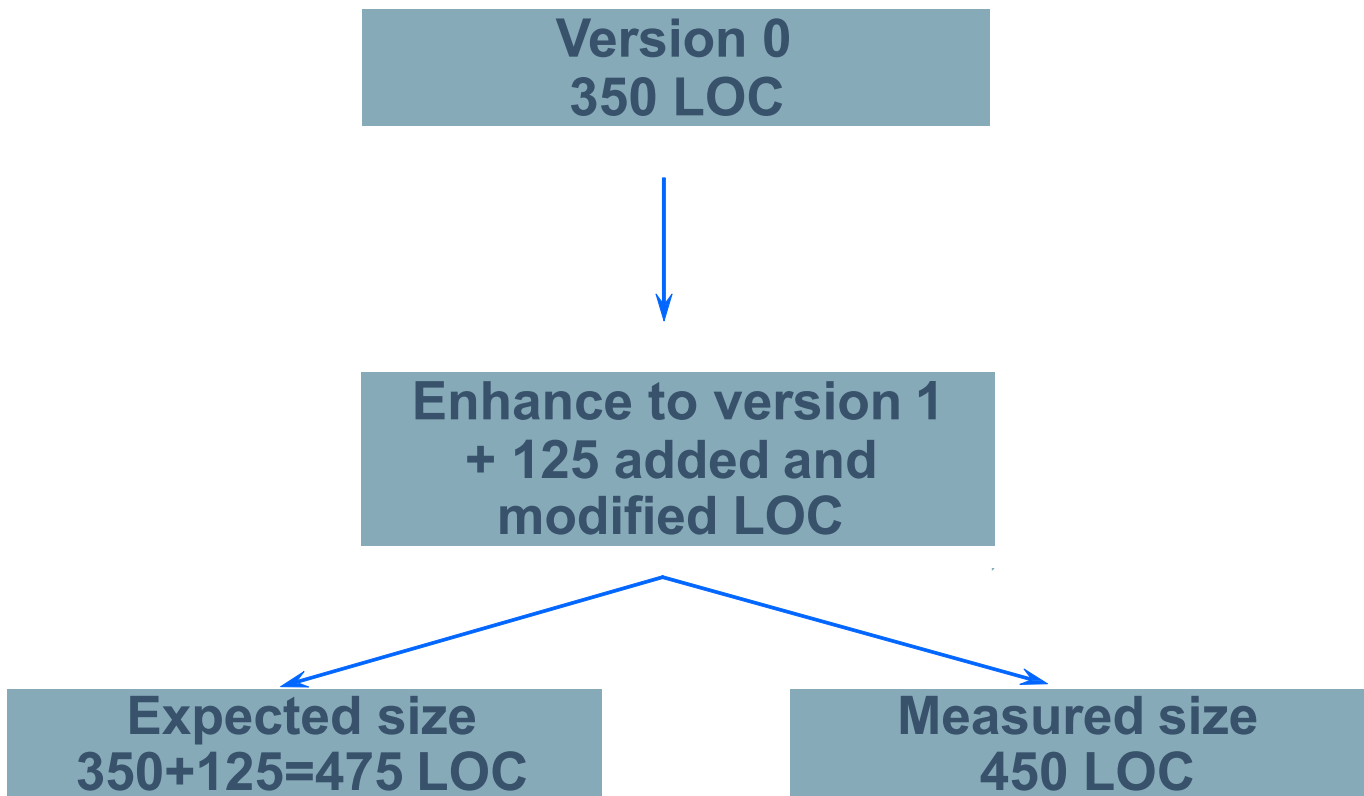 Version 0
350 LOC
Enhance to version 1
+ 125 added and
modified LOC
Expected size
350+125=475 LOC
Measured size
450 LOC